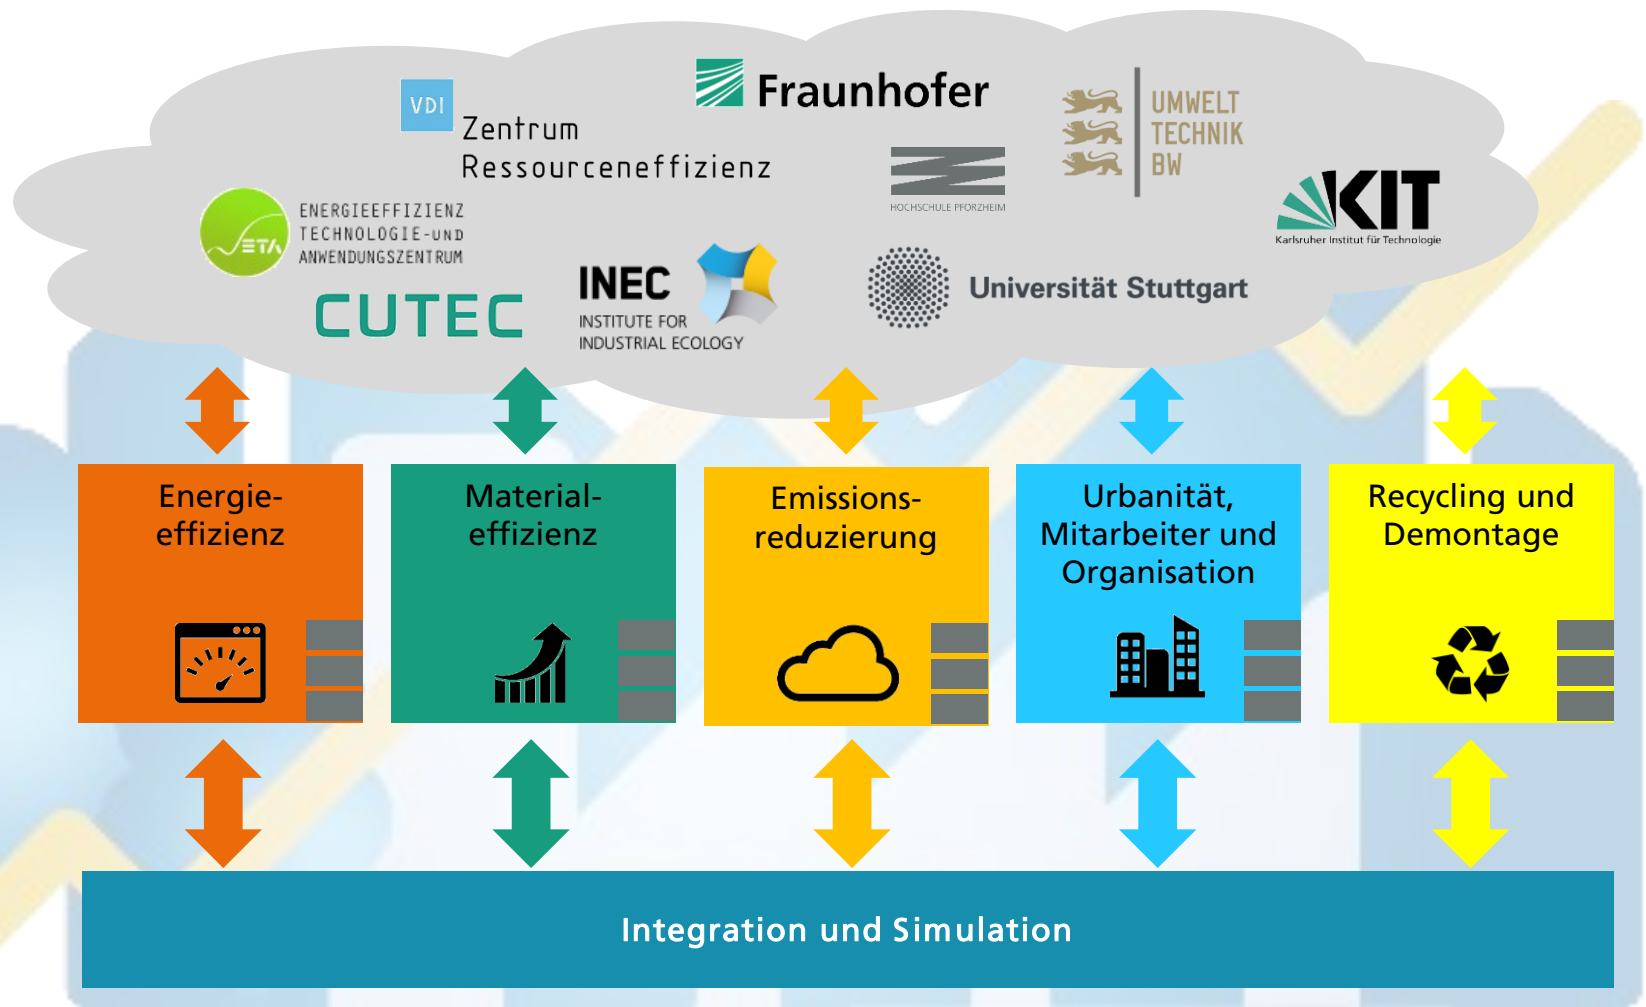 VDI
Zentrum
Ressourceneffizienz
Fraunhofer
UMWELT
TECHNIK
BW
HOCHSCHULE PFORZHEIM
KIT
Karlsruher Institut für Technologie
ETA
ENERGIEEFFIZIENZ
TECHNOLOGIE-UND
ANWENDUNGSZENTRUM
CUTEC
INEC
INSTITUTE FOR
INDUSTRIAL ECOLOGY
Universität Stuttgart
Energie-
effizienz
Material-
effizienz
Emissions-
reduzierung
Urbanität,
Mitarbeiter und
Organisation
Recycling und
Demontage
Integration und Simulation